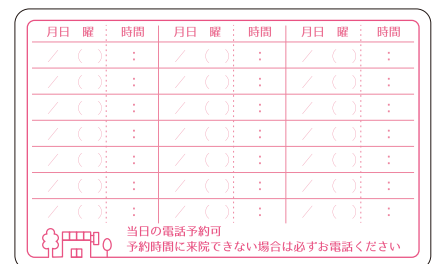 月日 曜 時間 月日 曜 時間 月日 曜 時間
／ （ ） ： ／ （ ） ： ／ （ ） ：
／ （ ） ： ／ （ ） ： ／ （ ） ：
／ （ ） ： ／ （ ） ： ／ （ ） ：
／ （ ） ： ／ （ ） ： ／ （ ） ：
／ （ ） ： ／ （ ） ： ／ （ ） ：
／ （ ） ： ／ （ ） ： ／ （ ） ：
／ （ ） ： ／ （ ） ： ／ （ ） ：
当日の電話予約可
予約時間に来院できない場合は必ずお電話ください